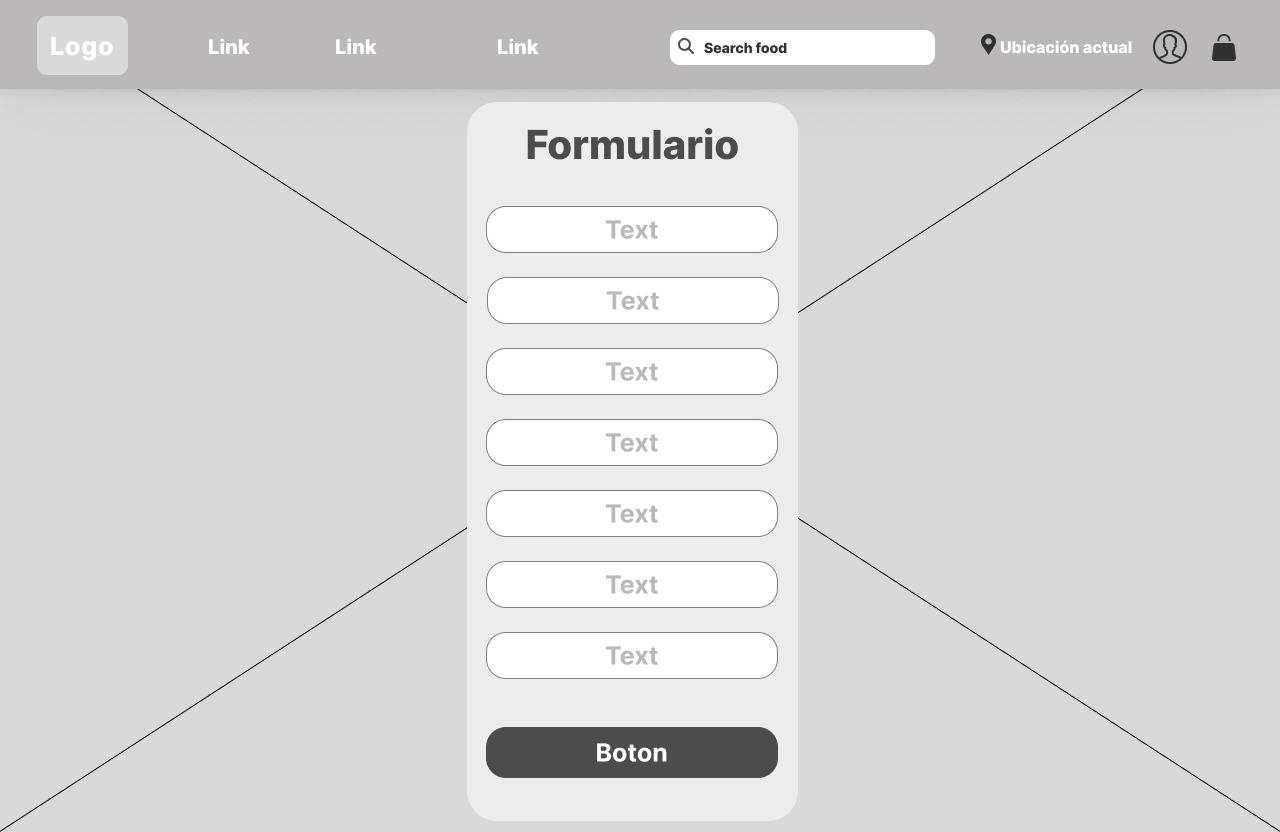 Logo
Link
Link
Link
Search food
Ubicación actual
Formulario
Text
Text
Text
Text
Text
Text
Text
Boton